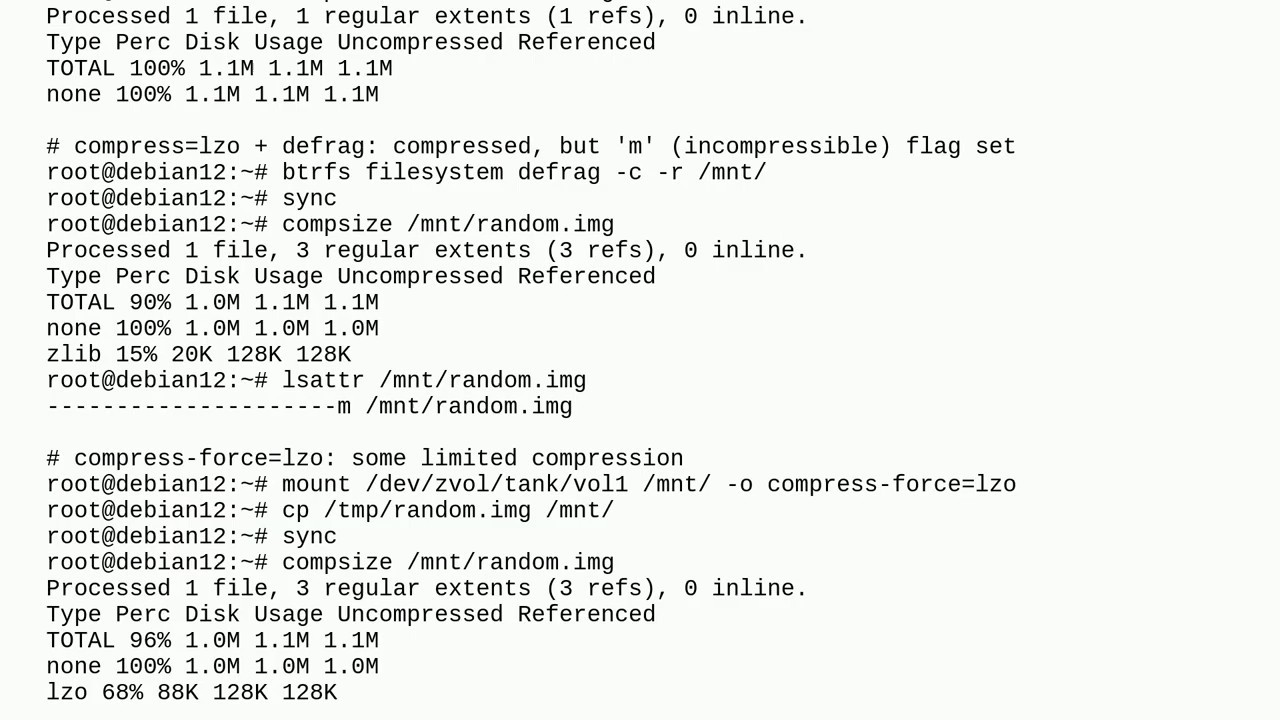 Processed 1 file, 1 regular extents (1 refs), 0 inline.
Type Perc Disk Usage Uncompressed Referenced
TOTAL 100% 1.1M 1.1M 1.1M
none 100% 1.1M 1.1M 1.1M
# compress=lzo + defrag: compressed, but 'm' (incompressible) flag set
root@debian12:~# btrfs filesystem defrag -c -r /mnt/
root@debian12:~# sync
root@debian12:~# compsize /mnt/random.img
Processed 1 file, 3 regular extents (3 refs), 0 inline.
Type Perc Disk Usage Uncompressed Referenced
TOTAL 90% 1.0M 1.1M 1.1M
none 100% 1.0M 1.0M 1.0M
zlib 15% 20K 128K 128K
root@debian12:~# lsattr /mnt/random.img
---------------------m /mnt/random.img
# compress-force=lzo: some limited compression
root@debian12:~# mount /dev/zvol/tank/vol1 /mnt/ -o compress-force=lzo
root@debian12:~# cp /tmp/random.img /mnt/
root@debian12:~# sync
root@debian12:~# compsize /mnt/random.img
Processed 1 file, 3 regular extents (3 refs), 0 inline.
Type Perc Disk Usage Uncompressed Referenced
TOTAL 96% 1.0M 1.1M 1.1M
none 100% 1.0M 1.0M 1.0M
lzo 68% 88K 128K 128K